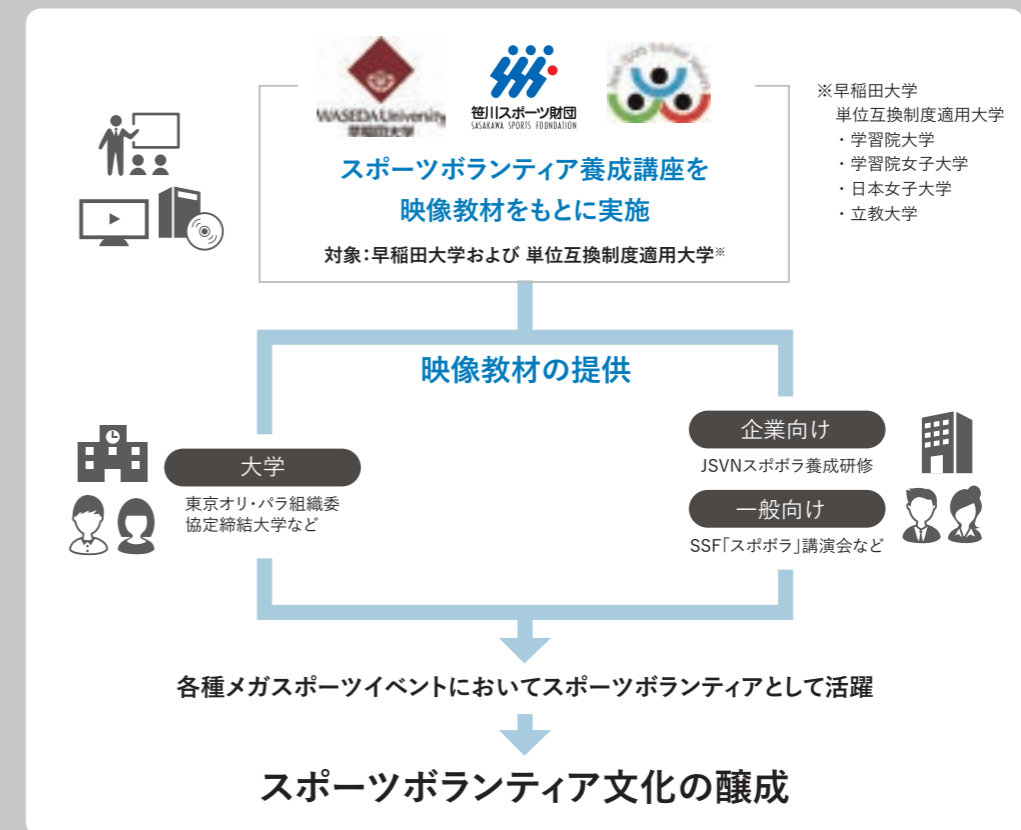 WASEDA University
早稲田大学
笹川スポーツ財団
SASAKAWA SPORTS FOUNDATION
スポーツボランティア養成講座を
映像教材をもとに実施
対象:早稲田大学および 単位互換制度適用大学※
※早稲田大学
単位互換制度適用大学
・学習院大学
・学習院女子大学
・日本女子大学
・立教大学
映像教材の提供
大学
東京オリ・パラ組織委
協定締結大学など
企業向け
JSVNスポボラ養成研修
一般向け
SSF「スポボラ」講演会など
各種メガスポーツイベントにおいてスポーツボランティアとして活躍
スポーツボランティア文化の醸成